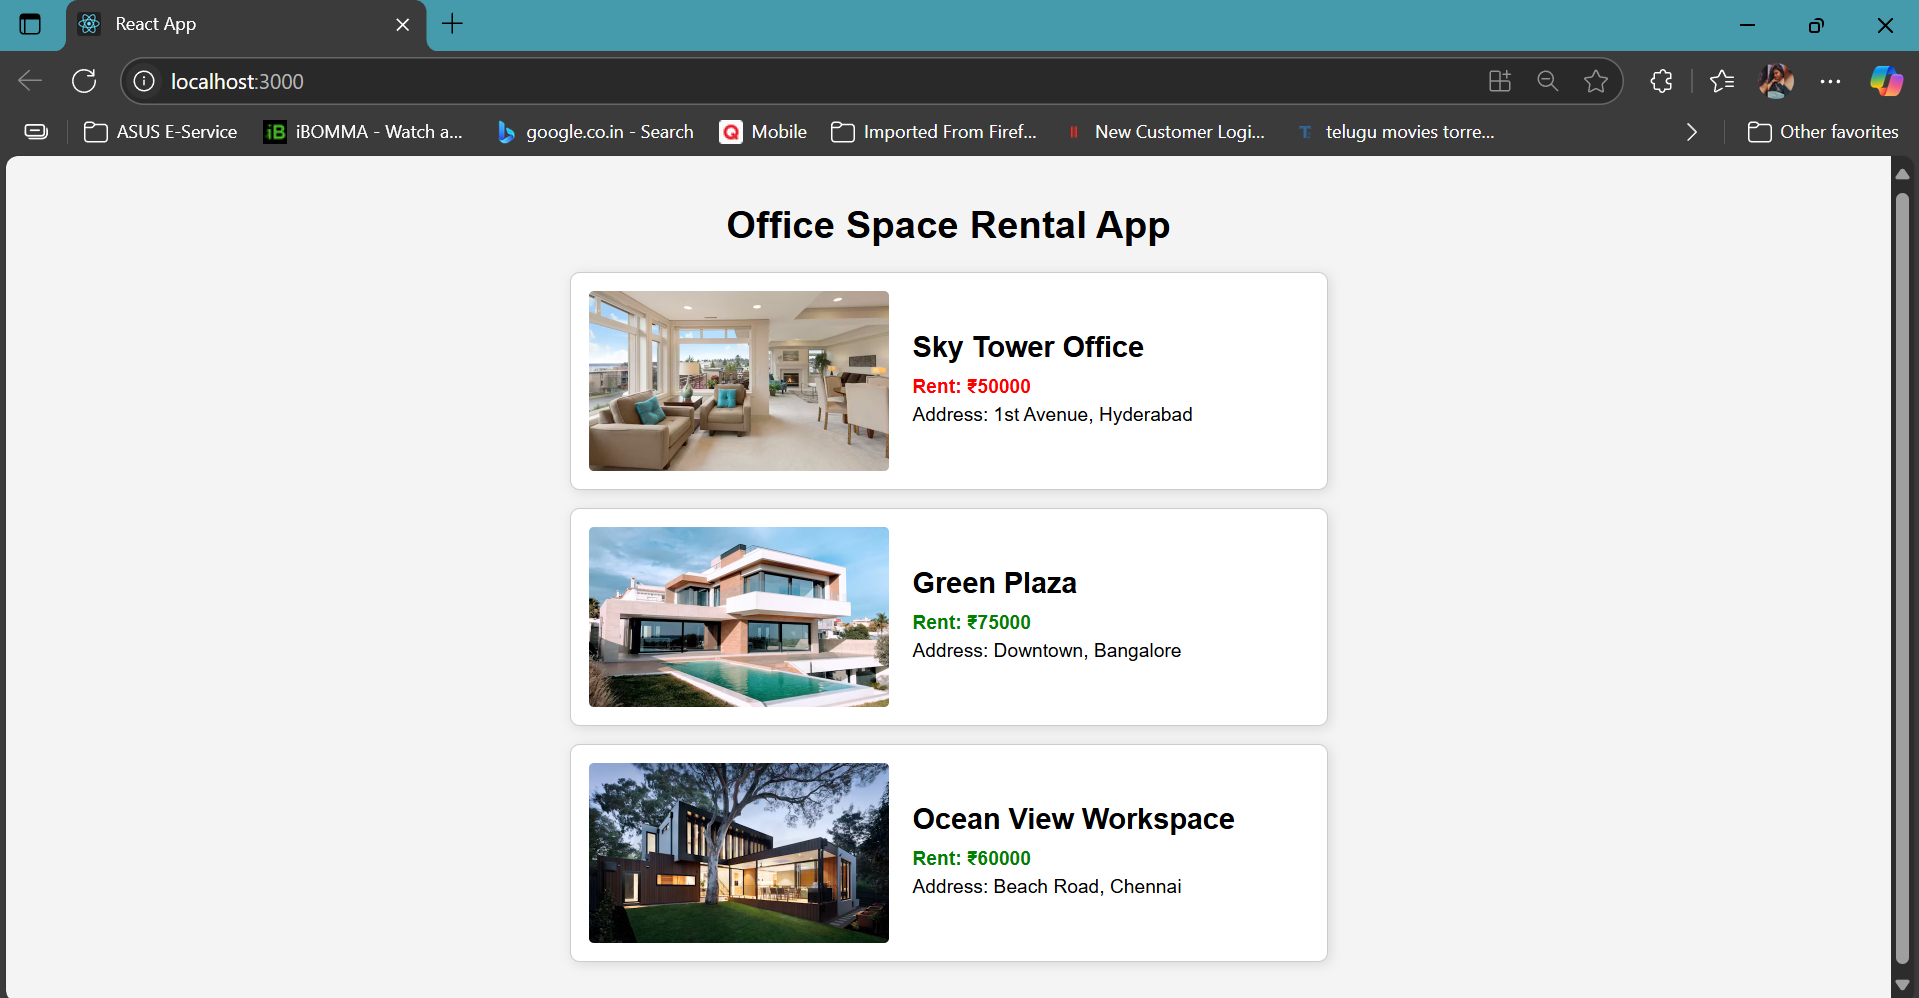 React App
localhost:3000
ASUS E-Service
iBOMMA - Watch a...
google.co.in - Search
Mobile
Imported From Firef...
New Customer Logi...
telugu movies torre...
Other favorites
Office Space Rental App
Sky Tower Office
Rent: ₹50000
Address: 1st Avenue, Hyderabad
Green Plaza
Rent: ₹75000
Address: Downtown, Bangalore
Ocean View Workspace
Rent: ₹60000
Address: Beach Road, Chennai